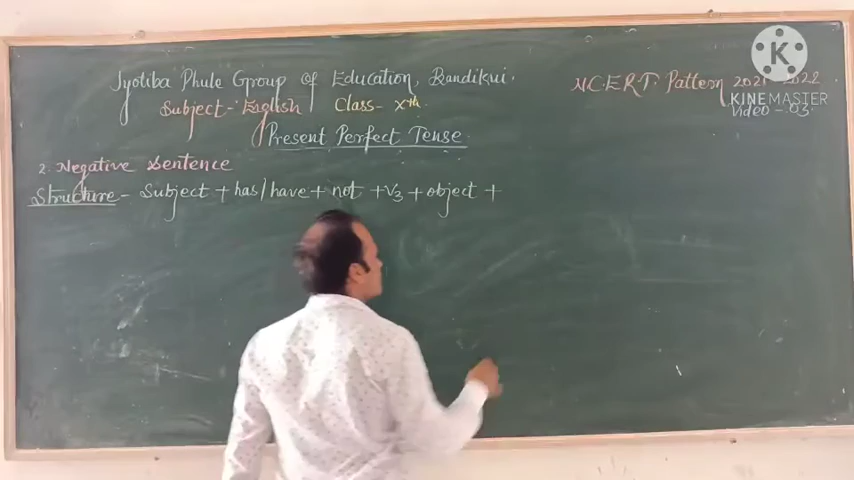 Jyotiba Phule Group of Education, Bandikui.
N.C.E.R.T. Pattern 2021-2022
Subject- English | Class- Xth.
KINEMASTER
Video - 03.
Present Perfect Tense
2. Negative Sentence
Structure - Subject + has/have + not + V3 + object +